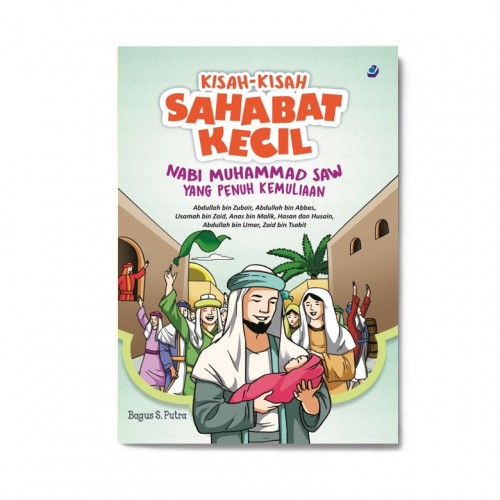 KISAH-KISAH
SAHABAT
KECIL
NABI MUHAMMAD SAW
YANG PENUH KEMULIAAN
Abdullah bin Zubair, Abdullah bin Abbas,
Usamah bin Zaid, Anas bin Malik, Hasan dan Husain,
Abdullah bin Umar, Zaid bin Tsabit
Bagus S. Putra